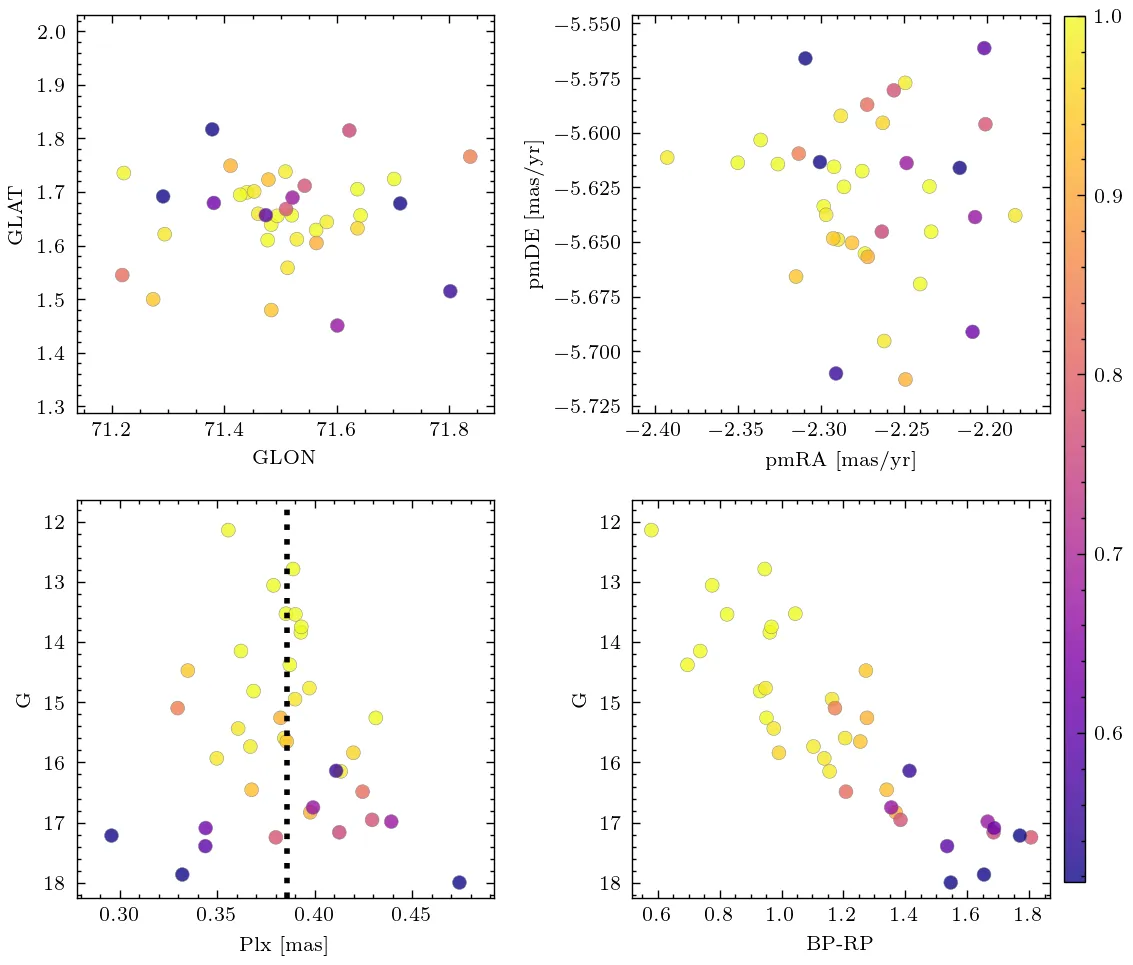 2.0
1.9
1.8
1.7
1.6
1.5
1.4
1.3
GLAT
71.2 71.4 71.6 71.8
GLON
−5.550
−5.575
−5.600
−5.625
−5.650
−5.675
−5.700
−5.725
pmDE [mas/yr]
−2.40 −2.35 −2.30 −2.25 −2.20
pmRA [mas/yr]
1.0
0.9
0.8
0.7
0.6
12
13
14
15
16
17
18
G
0.30 0.35 0.40 0.45
Plx [mas]
12
13
14
15
16
17
18
G
0.6 0.8 1.0 1.2 1.4 1.6 1.8
BP-RP